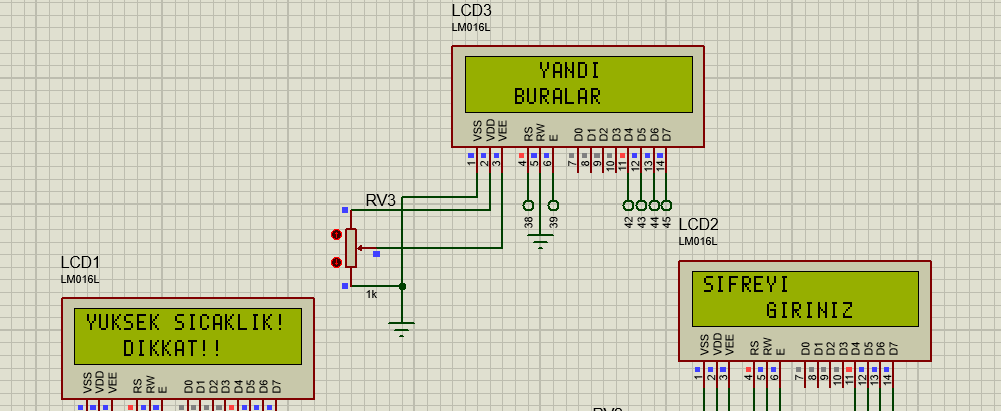 LCD3
LM016L
YANDI
BURALAR
VSS VDD VEE RS RW E D0 D1 D2 D3 D4 D5 D6 D7
1 2 3 4 5 6 7 8 9 10 11 12 13 14
38 39 42 43 44 45
RV3
1k
LCD2
LM016L
SIFREYI
GIRINIZ
VSS VDD VEE RS RW E D0 D1 D2 D3 D4 D5 D6 D7
1 2 3 4 5 6 7 8 9 10 11 12 13 14
LCD1
LM016L
YUKSEK SICAKLIK!
DIKKAT!!
VSS VDD VEE RS RW E D0 D1 D2 D3 D4 D5 D6 D7